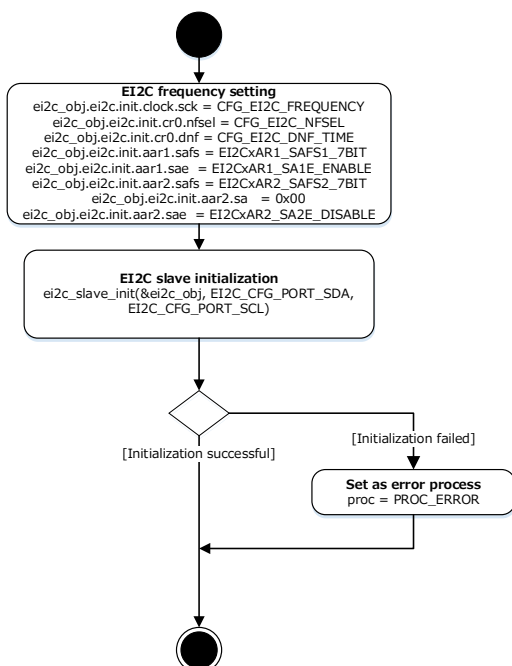 EI2C frequency setting
ei2c_obj.ei2c.init.clock.sck = CFG_EI2C_FREQUENCY
ei2c_obj.ei2c.init.cr0.nfsel = CFG_EI2C_NFSEL
ei2c_obj.ei2c.init.cr0.dnf = CFG_EI2C_DNF_TIME
ei2c_obj.ei2c.init.aar1.safs = EI2CxAR1_SAFS1_7BIT
ei2c_obj.ei2c.init.aar1.sae = EI2CxAR1_SA1E_ENABLE
ei2c_obj.ei2c.init.aar2.safs = EI2CxAR2_SAFS2_7BIT
ei2c_obj.ei2c.init.aar2.sa = 0x00
ei2c_obj.ei2c.init.aar2.sae = EI2CxAR2_SA2E_DISABLE
EI2C slave initialization
ei2c_slave_init(&ei2c_obj, EI2C_CFG_PORT_SDA,
EI2C_CFG_PORT_SCL)
[Initialization failed]
[Initialization successful]
Set as error process
proc = PROC_ERROR